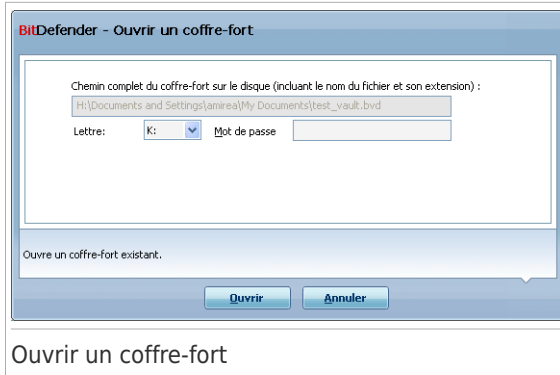 BitDefender - Ouvrir un coffre-fort
Chemin complet du coffre-fort sur le disque (incluant le nom du fichier et son extension) :
H:\Documents and Settings\amirea\My Documents\test_vault.bvd
Lettre: K: Mot de passe
Ouvre un coffre-fort existant.
Ouvrir Annuler
Ouvrir un coffre-fort